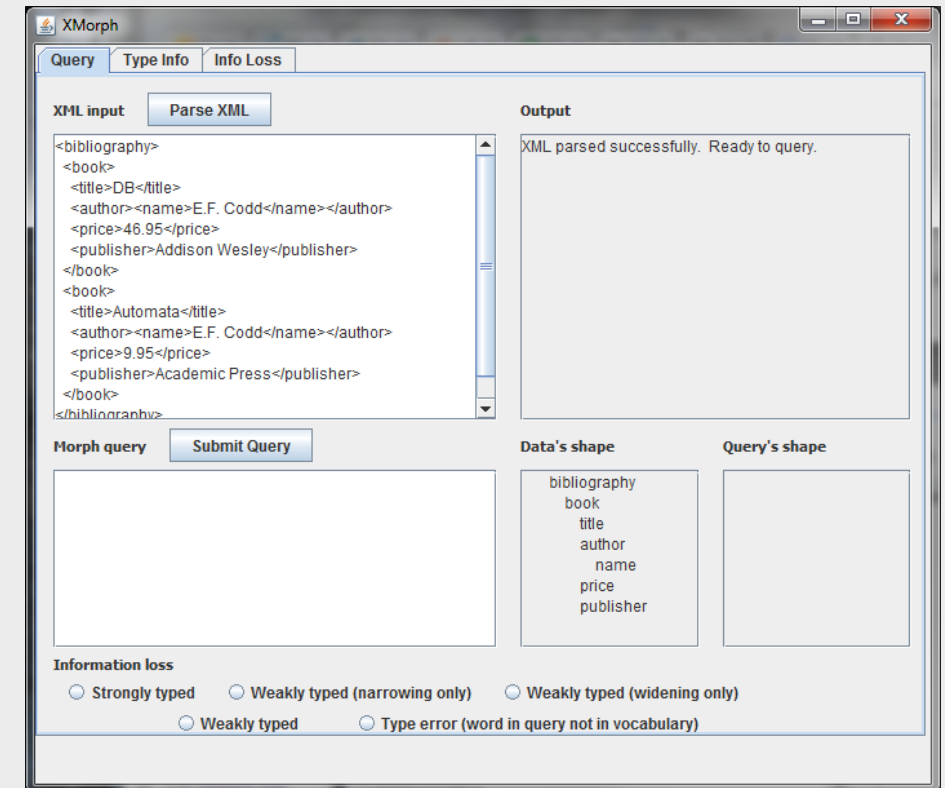 XMorph
Query Type Info Info Loss
XML input Parse XML
<bibliography>
<book>
<title>DB</title>
<author><name>E.F. Codd</name></author>
<price>46.95</price>
<publisher>Addison Wesley</publisher>
</book>
<book>
<title>Automata</title>
<author><name>E.F. Codd</name></author>
<price>9.95</price>
<publisher>Academic Press</publisher>
</book>
</bibliography>
Output
XML parsed successfully.  Ready to query.
Morph query Submit Query
Data's shape
bibliography
book
title
author
name
price
publisher
Query's shape
Information loss
Strongly typed Weakly typed (narrowing only) Weakly typed (widening only)
Weakly typed Type error (word in query not in vocabulary)